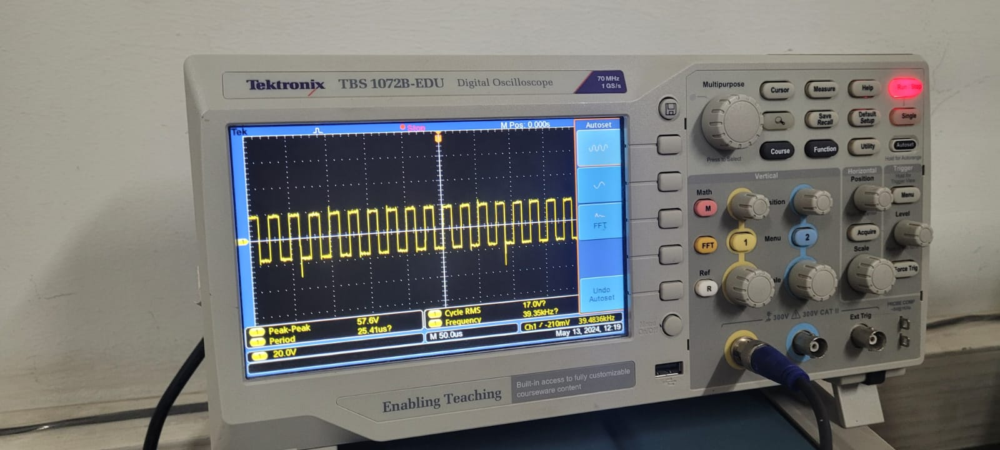 Tektronix TBS 1072B-EDU Digital Oscilloscope
70 MHz
1 GS/s
Tek
Stop
M Pos: 0.000s
Autoset
FFT
Undo
Autoset
1 Peak-Peak 57.6V
1 Period 25.41us?
1 Cycle RMS 17.0V?
1 Frequency 39.35kHz?
1 20.0V
M 50.0us
Ch1 -210mV 39.4836kHz
May 13, 2024, 12:19
Enabling Teaching
Built-in access to fully customizable
courseware content
Multipurpose
Press to Select
Cursor
Measure
Help
Run/Stop
Save
Recall
Default
Setup
Single
Course
Function
Utility
Autoset
Hold for Autorange
Vertical
Horizontal
Trigger
Hold for
Trigger View
Math
M
sition
Position
Menu
FFT
1
Menu
2
Acquire
Level
Ref
R
ale
Scale
Force Trig
Menu
On/Off
300V
300V CAT II
Ext Trig
PROBE COMP